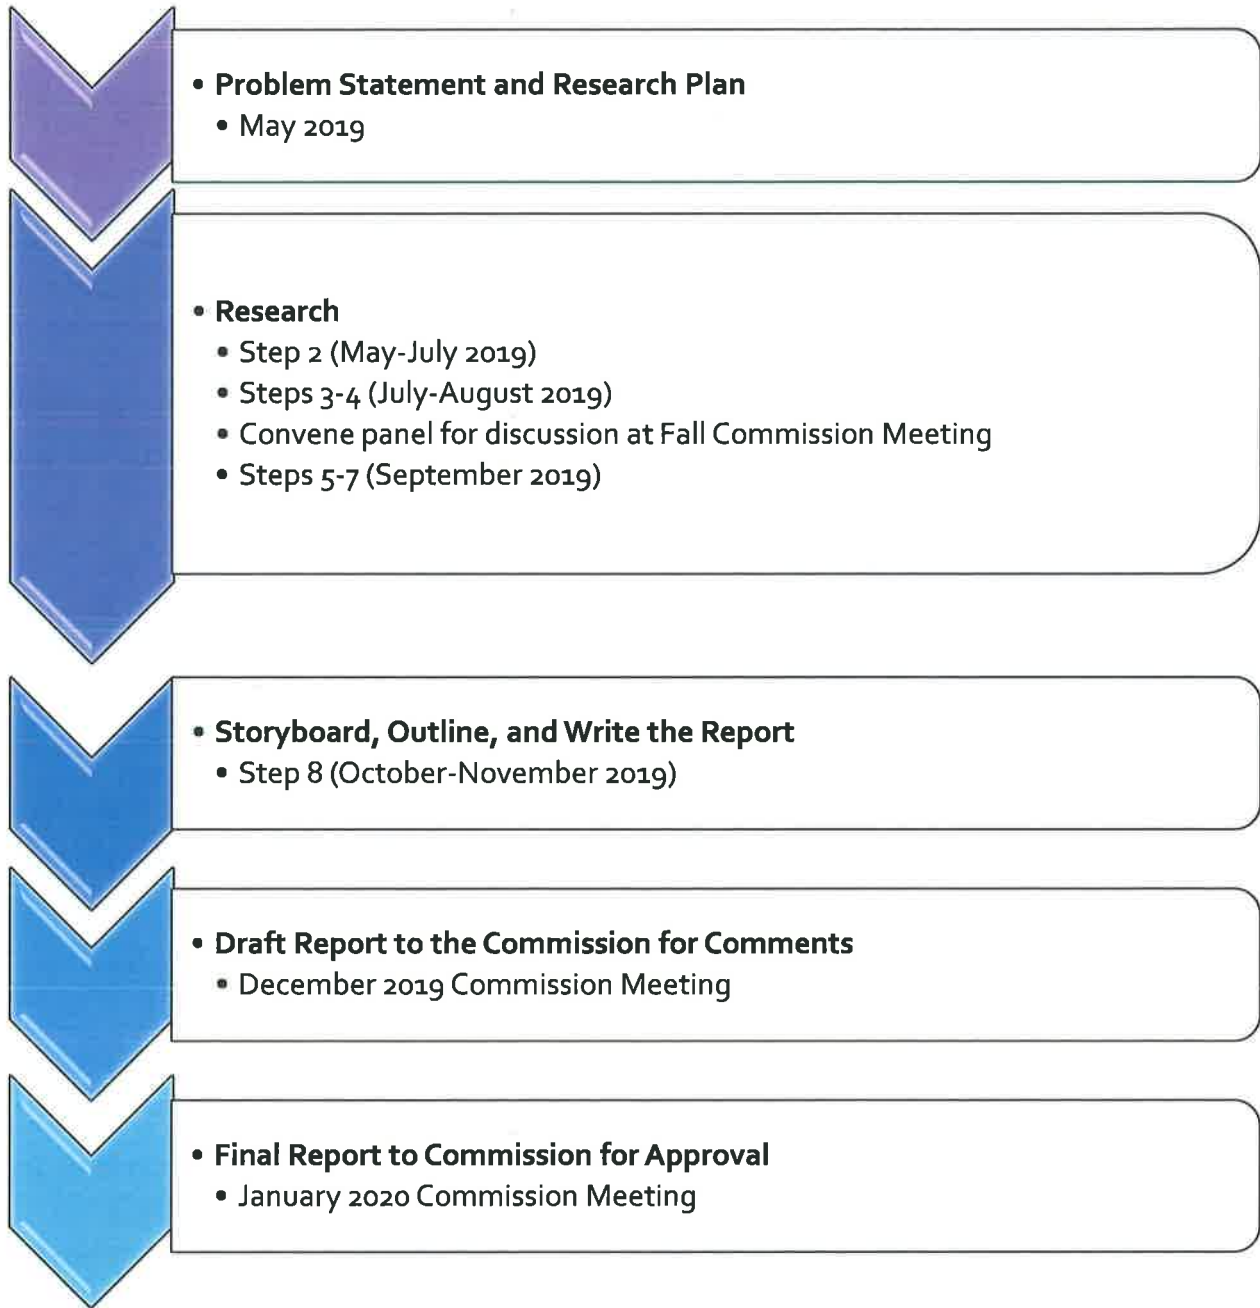 • Problem Statement and Research Plan
• May 2019
• Research
• Step 2 (May-July 2019)
• Steps 3-4 (July-August 2019)
• Convene panel for discussion at Fall Commission Meeting
• Steps 5-7 (September 2019)
• Storyboard, Outline, and Write the Report
• Step 8 (October-November 2019)
• Draft Report to the Commission for Comments
• December 2019 Commission Meeting
• Final Report to Commission for Approval
• January 2020 Commission Meeting